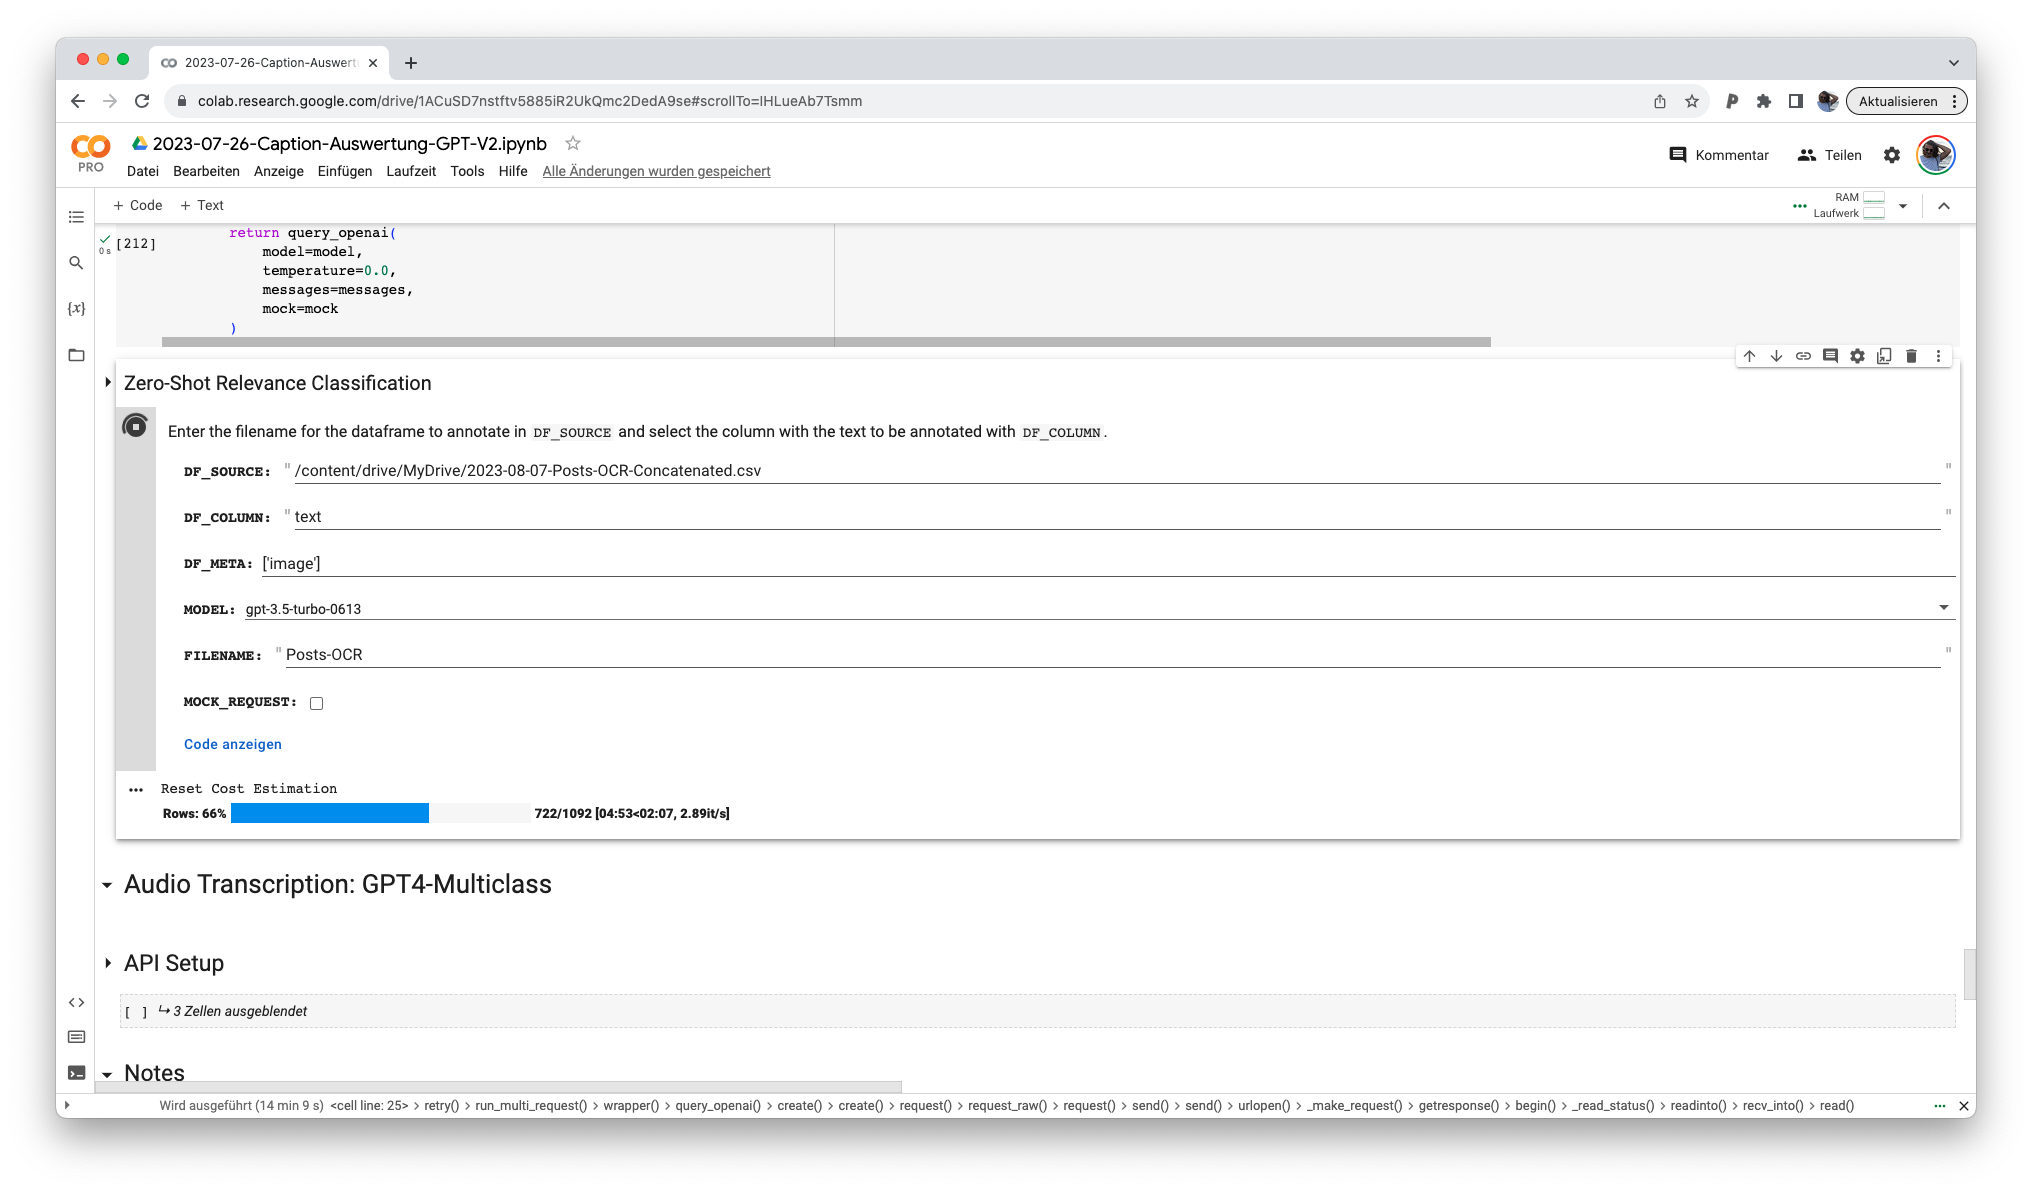 2023-07-26-Caption-Auswert
colab.research.google.com/drive/1ACuSD7nstftv5885iR2UkQmc2DedA9se#scrollTo=IHLueAb7Tsmm
Aktualisieren
PRO
2023-07-26-Caption-Auswertung-GPT-V2.ipynb
Datei Bearbeiten Anzeige Einfügen Laufzeit Tools Hilfe Alle Änderungen wurden gespeichert
Kommentar Teilen
+ Code + Text
RAM
Laufwerk
0 s
[212]
return query_openai(
model=model,
temperature=0.0,
messages=messages,
mock=mock
)
{x}
Zero-Shot Relevance Classification
Enter the filename for the dataframe to annotate in DF_SOURCE and select the column with the text to be annotated with DF_COLUMN.
DF_SOURCE: "/content/drive/MyDrive/2023-08-07-Posts-OCR-Concatenated.csv"
DF_COLUMN: "text"
DF_META: ['image']
MODEL: gpt-3.5-turbo-0613
FILENAME: "Posts-OCR"
MOCK_REQUEST:
Code anzeigen
Reset Cost Estimation
Rows: 66% 722/1092 [04:53<02:07, 2.89it/s]
Audio Transcription: GPT4-Multiclass
API Setup
[ ] ↪ 3 Zellen ausgeblendet
Notes
Wird ausgeführt (14 min 9 s) <cell line: 25> > retry() > run_multi_request() > wrapper() > query_openai() > create() > create() > request() > request_raw() > request() > send() > send() > urlopen() > _make_request() > getresponse() > begin() > _read_status() > readinto() > recv_into() > read()